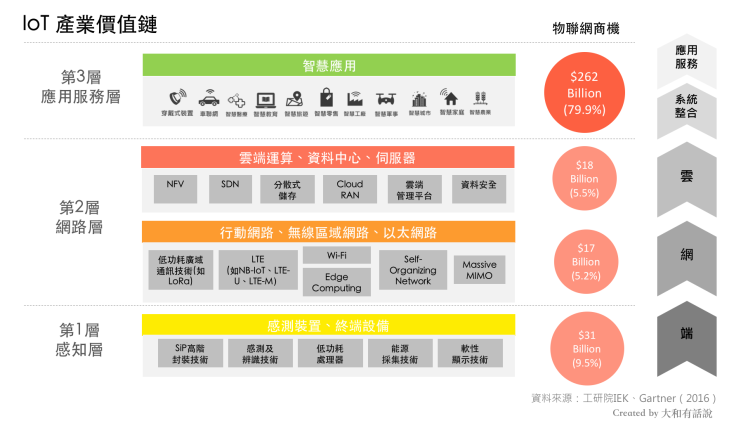 IoT 產業價值鏈
物聯網商機
第3層
應用服務層
智慧應用
穿戴式裝置
車聯網
智慧醫療
智慧教育
智慧旅遊
智慧零售
智慧工廠
智慧軍事
智慧城市
智慧家庭
智慧農業
$262
Billion
(79.9%)
應用
服務
系統
整合
第2層
網路層
雲端運算、資料中心、伺服器
NFV
SDN
分散式
儲存
Cloud
RAN
雲端
管理平台
資料安全
$18
Billion
(5.5%)
雲
行動網路、無線區域網路、以太網路
低功耗廣域
通訊技術(如
LoRa)
LTE
(如NB-IoT、LTE-
U、LTE-M)
Wi-Fi
Edge
Computing
Self-
Organizing
Network
Massive
MIMO
$17
Billion
(5.2%)
網
第1層
感知層
感測裝置、終端設備
SiP高階
封裝技術
感測及
辨識技術
低功耗
處理器
能源
採集技術
軟性
顯示技術
$31
Billion
(9.5%)
端
資料來源：工研院IEK、Gartner（2016）
Created by 大和有話說